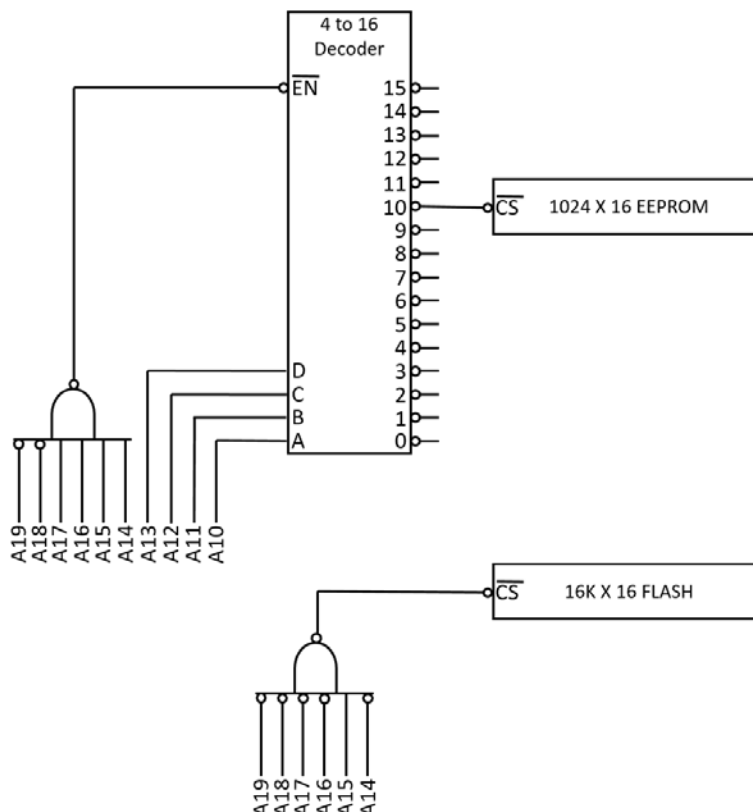 4 to 16
Decoder
EN
15
14
13
12
11
10
9
8
7
6
5
4
3
2
1
0
D
C
B
A
CS 1024 X 16 EEPROM
A19 A18 A17 A16 A15 A14 A13 A12 A11 A10
CS 16K X 16 FLASH
A19 A18 A17 A16 A15 A14